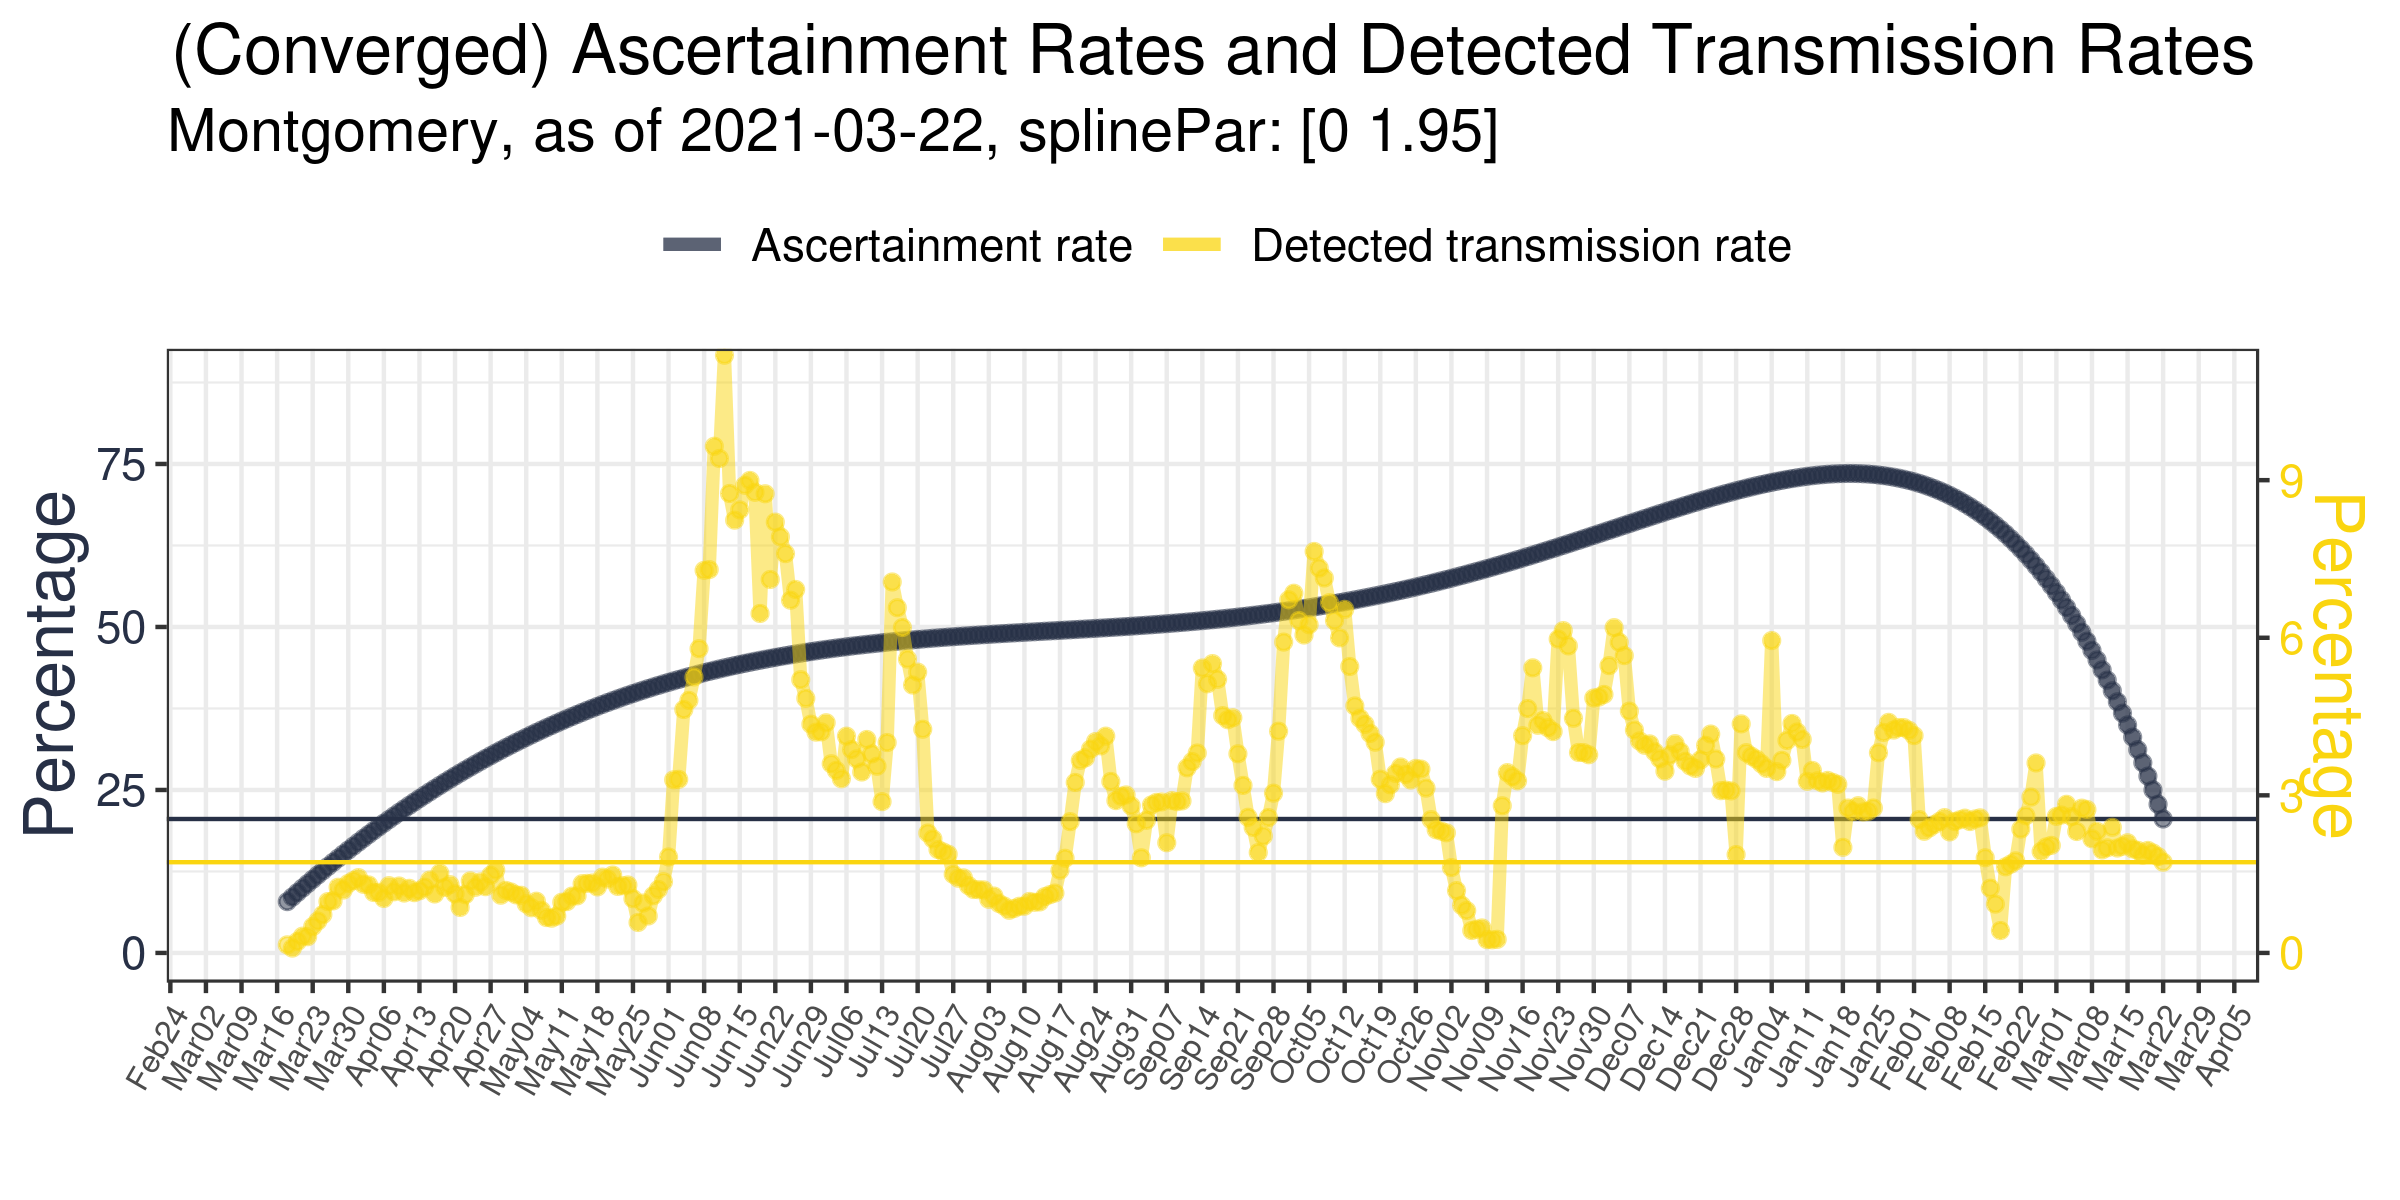 (Converged) Ascertainment Rates and Detected Transmission Rates
Montgomery, as of 2021-03-22, splinePar: [0 1.95]
Ascertainment rate Detected transmission rate
Percentage
75
50
25
0
9
6
3
0
Percentage
Feb24 Mar02 Mar09 Mar16 Mar23 Mar30 Apr06 Apr13 Apr20 Apr27 May04 May11 May18 May25 Jun01 Jun08 Jun15 Jun22 Jun29 Jul06 Jul13 Jul20 Jul27 Aug03 Aug10 Aug17 Aug24 Aug31 Sep07 Sep14 Sep21 Sep28 Oct05 Oct12 Oct19 Oct26 Nov02 Nov09 Nov16 Nov23 Nov30 Dec07 Dec14 Dec21 Dec28 Jan04 Jan11 Jan18 Jan25 Feb01 Feb08 Feb15 Feb22 Mar01 Mar08 Mar15 Mar22 Mar29 Apr05